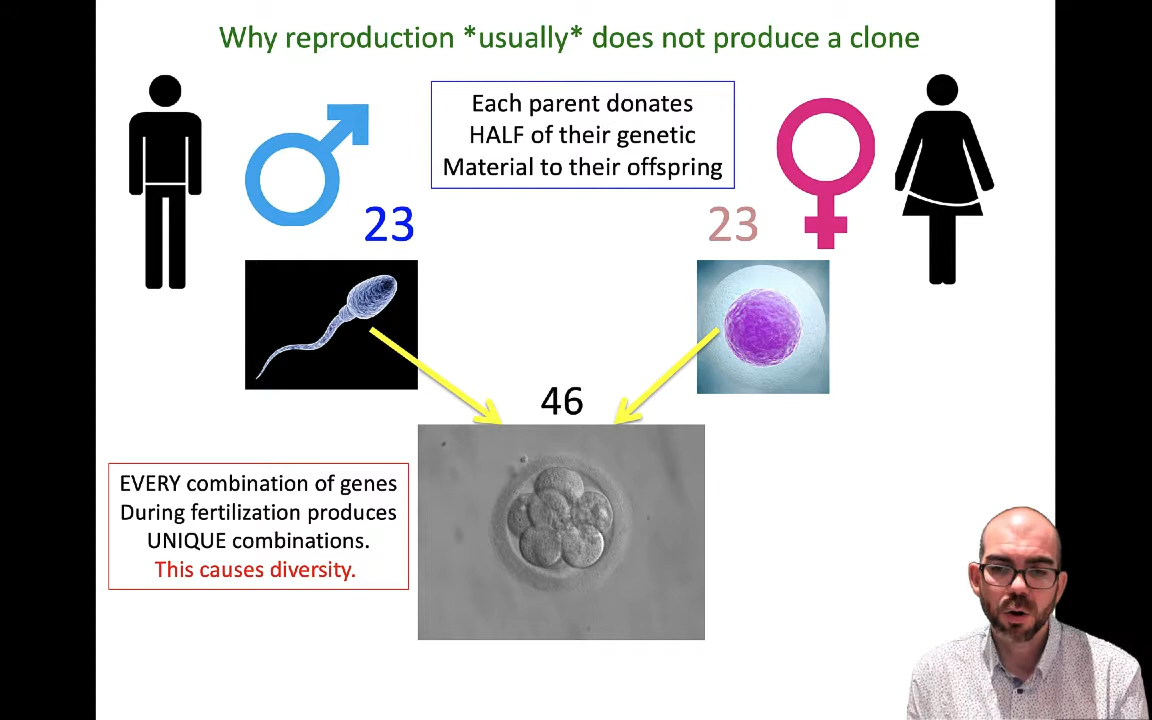 Why reproduction *usually* does not produce a clone
Each parent donates
HALF of their genetic
Material to their offspring
23
23
46
EVERY combination of genes
During fertilization produces
UNIQUE combinations.
This causes diversity.